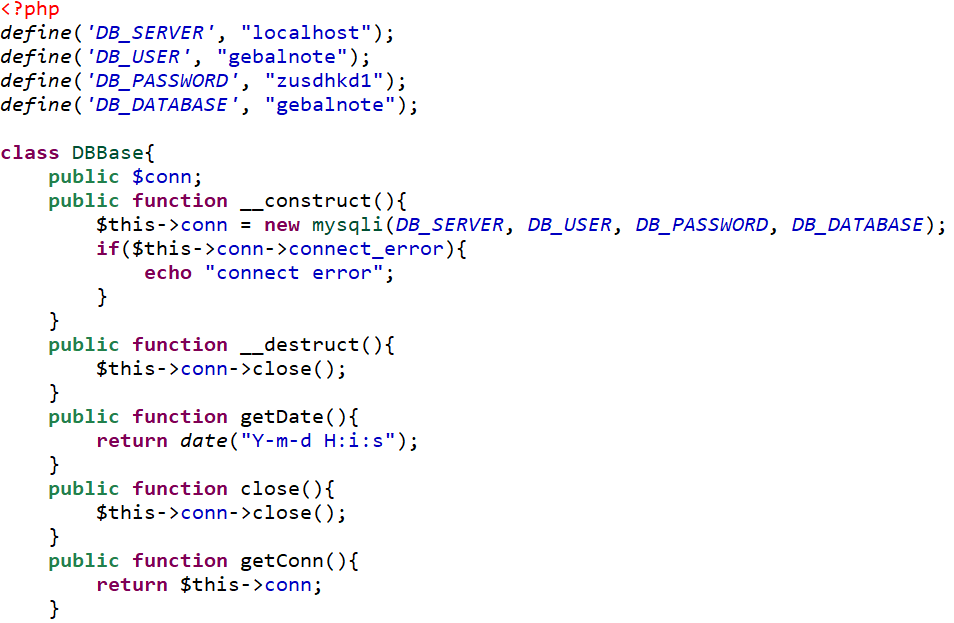 <?php
define('DB_SERVER', "localhost");
define('DB_USER', "gebalnote");
define('DB_PASSWORD', "zusdhkd1");
define('DB_DATABASE', "gebalnote");

class DBBase{
    public $conn;
    public function __construct(){
        $this->conn = new mysqli(DB_SERVER, DB_USER, DB_PASSWORD, DB_DATABASE);
        if($this->conn->connect_error){
            echo "connect error";
        }
    }
    public function __destruct(){
        $this->conn->close();
    }
    public function getDate(){
        return date("Y-m-d H:i:s");
    }
    public function close(){
        $this->conn->close();
    }
    public function getConn(){
        return $this->conn;
    }